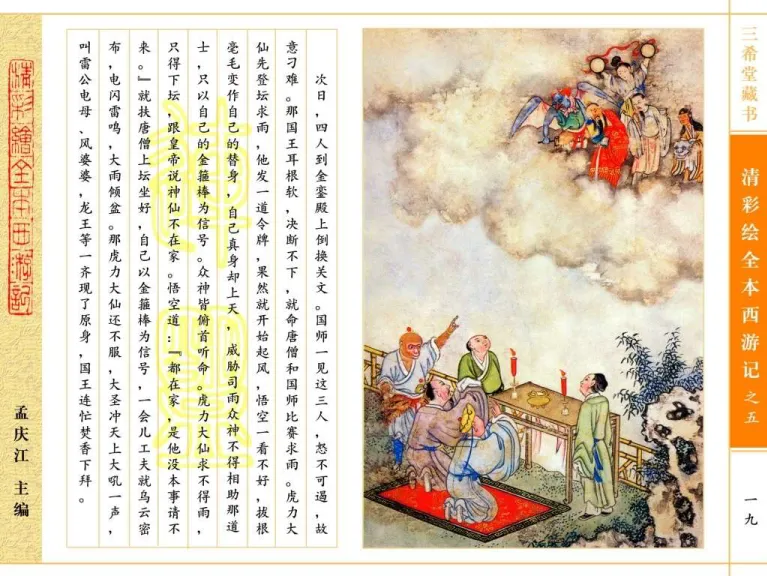 三希堂藏书
清彩绘全本西游记之五
一九
次日，四人到金銮殿上倒换关文。国师一见这三人，怒不可遏，故
意刁难。那国王耳根软，决断不下，就命唐僧和国师比赛求雨。虎力大
仙先登坛求雨，他发一道令牌，果然就开始起风，悟空一看不好，拔根
毫毛变作自己的替身，自己真身却上天，威胁司雨众神不得相助那道
士，只以自己的金箍棒为信号。众神皆俯首听命。虎力大仙求不得雨，
只得下坛，跟皇帝说神仙不在家。悟空道：『都在家，是他没本事请不
来。』就扶唐僧上坛坐好，自己以金箍棒为信号，一会儿工夫就乌云密
布，电闪雷鸣，大雨倾盆。那虎力大仙还不服，大圣冲天上大吼一声，
叫雷公电母、风婆婆，龙王等一齐现了原身，国王连忙焚香下拜。
清彩繪全本西游記
孟庆江 主编